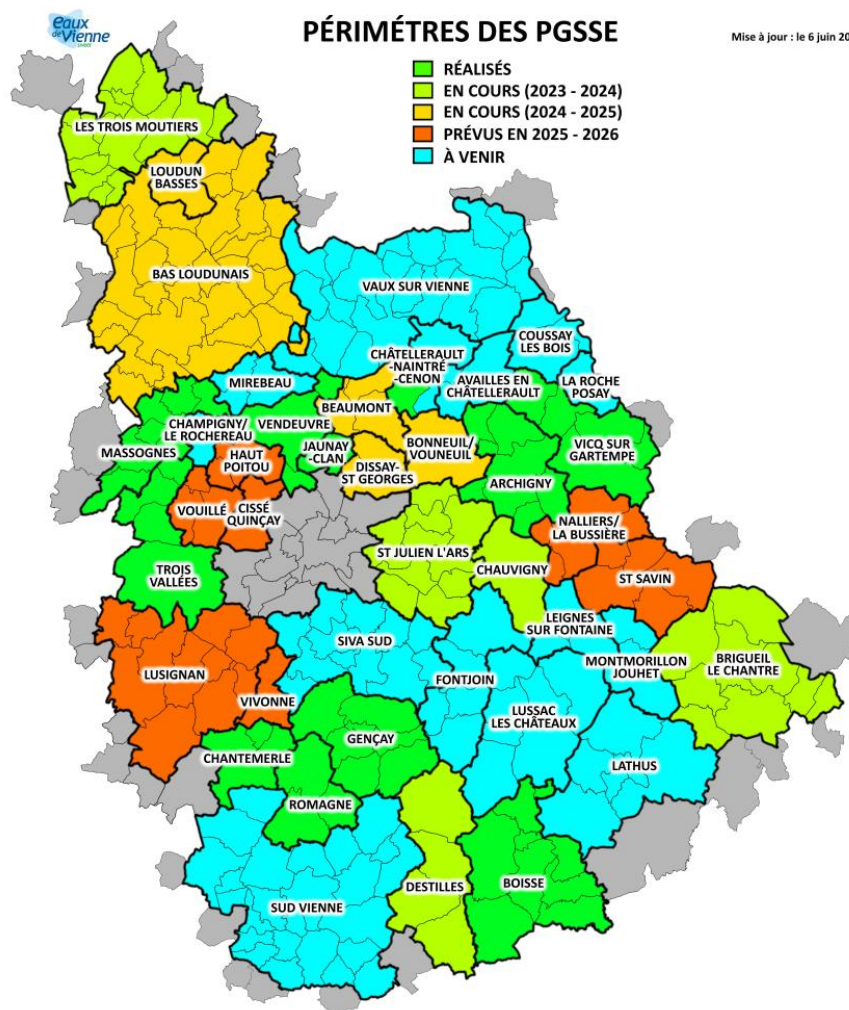 eaux
de Vienne
PÉRIMÉTRES DES PGSSE
Mise à jour : le 6 juin 20
RÉALISÉS
EN COURS (2023 - 2024)
EN COURS (2024 - 2025)
PRÉVUS EN 2025 - 2026
À VENIR
LES TROIS MOUTIERS
LOUDUN
BASSES
BAS LOUDUNAIS
VAUX SUR VIENNE
COUSSAY
LES BOIS
CHÂTELLERAULT
-NAINTRÉ
-CENON
MIREBEAU
AVAILLES EN
CHÂTELLERAULT
LA ROCHE
POSAY
BEAUMONT
CHAMPIGNY/
LE ROCHEREAU
VENDEUVRE
MASSOGNES
HAUT
POITOU
JAUNAY
-CLAN
BONNEUIL/
VOUNEUIL
VICQ SUR
GARTEMPE
DISSAY-
ST GEORGES
ARCHIGNY
VOUILLÉ
CISSÉ
QUINÇAY
NALLIERS/
LA BUSSIÈRE
TROIS
VALLÉES
ST JULIEN L'ARS
CHAUVIGNY
ST SAVIN
LEIGNES
SUR FONTAINE
SIVA SUD
LUSIGNAN
FONTJOIN
MONTMORILLON
JOUHET
BRIGUEIL
LE CHANTRE
VIVONNE
LUSSAC
LES CHÂTEAUX
GENÇAY
CHANTEMERLE
LATHUS
ROMAGNE
SUD VIENNE
DESTILLES
BOISSE